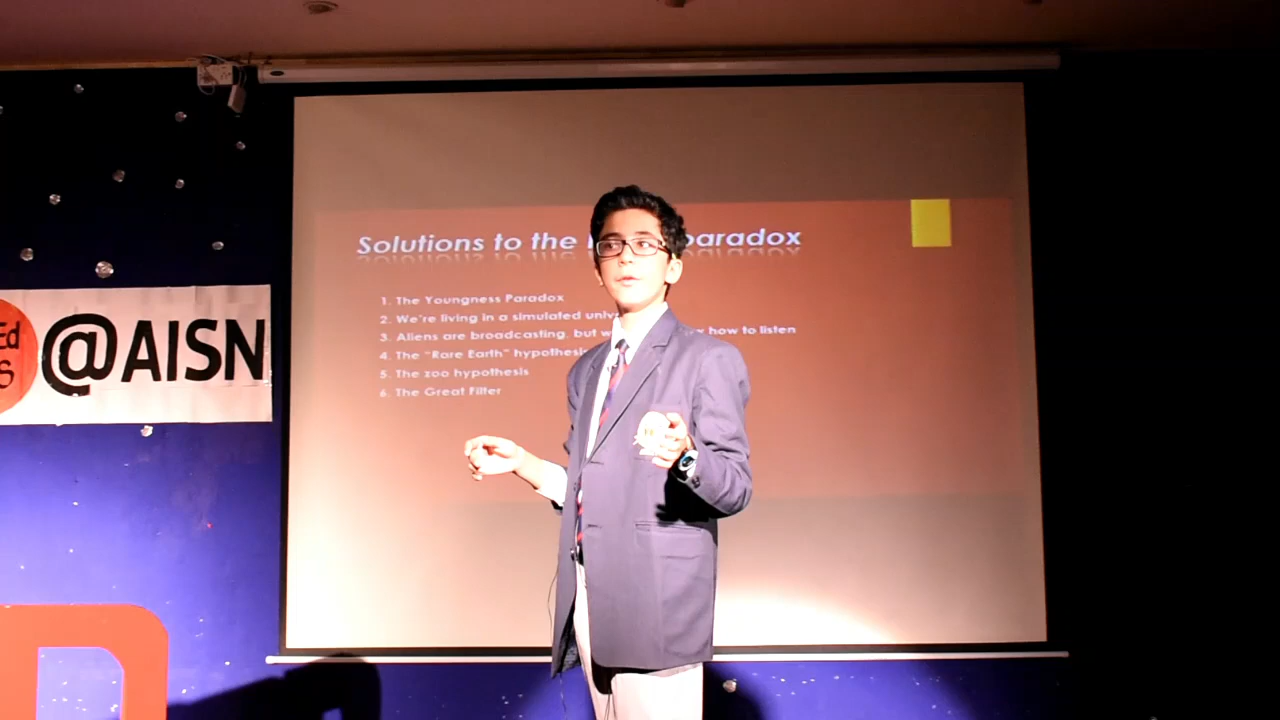 Solutions to the paradox
1. The Youngness Paradox
2. We're living in a simulated
3. Aliens are broadcasting, but how to listen
4. The "Rare Earth" hypothesis
5. The zoo hypothesis
6. The Great Filter
Ed
S
@AISN